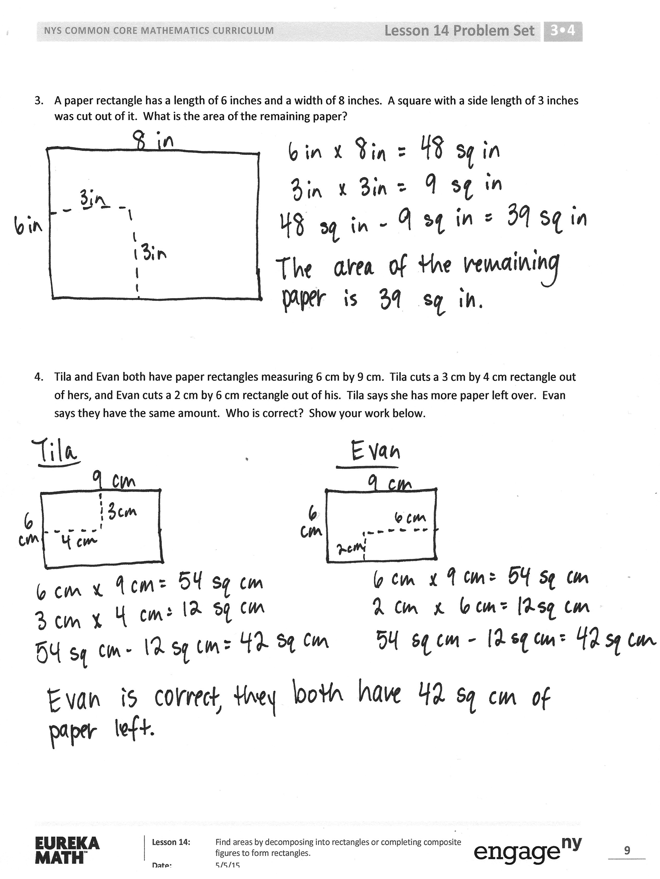 NYS COMMON CORE MATHEMATICS CURRICULUM
Lesson 14 Problem Set 3•4
3. A paper rectangle has a length of 6 inches and a width of 8 inches. A square with a side length of 3 inches
was cut out of it. What is the area of the remaining paper?
8 in
6 in
3in
3in
6 in x 8 in = 48 sq in
3in x 3in = 9 sq in
48 sq in - 9 sq in = 39 sq in
The area of the remaining
paper is 39 sq in.
4. Tila and Evan both have paper rectangles measuring 6 cm by 9 cm. Tila cuts a 3 cm by 4 cm rectangle out
of hers, and Evan cuts a 2 cm by 6 cm rectangle out of his. Tila says she has more paper left over. Evan
says they have the same amount. Who is correct? Show your work below.
Tila
9 cm
6
cm
3cm
4 cm
6 cm x 9 cm = 54 sq cm
3 cm x 4 cm = 12 sq cm
54 sq cm - 12 sq cm = 42 sq cm
Evan
9 cm
6
cm
6 cm
2cm
6 cm x 9 cm = 54 sq cm
2 cm x 6 cm = 12 sq cm
54 sq cm - 12 sq cm = 42 sq cm
Evan is correct, they both have 42 sq cm of
paper left.
EUREKA
MATH™
Lesson 14: Find areas by decomposing into rectangles or completing composite
figures to form rectangles.
Date: 5/5/15
engageny
9